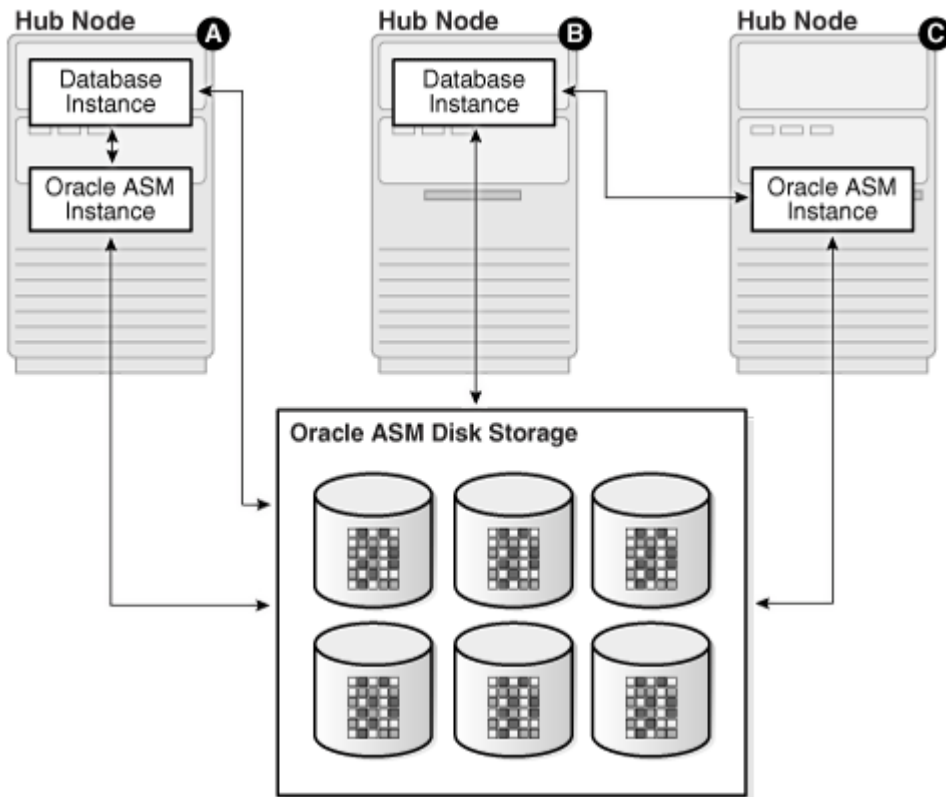 Hub Node
A
Database
Instance
Oracle ASM
Instance
Hub Node
B
Database
Instance
Hub Node
C
Oracle ASM
Instance
Oracle ASM Disk Storage